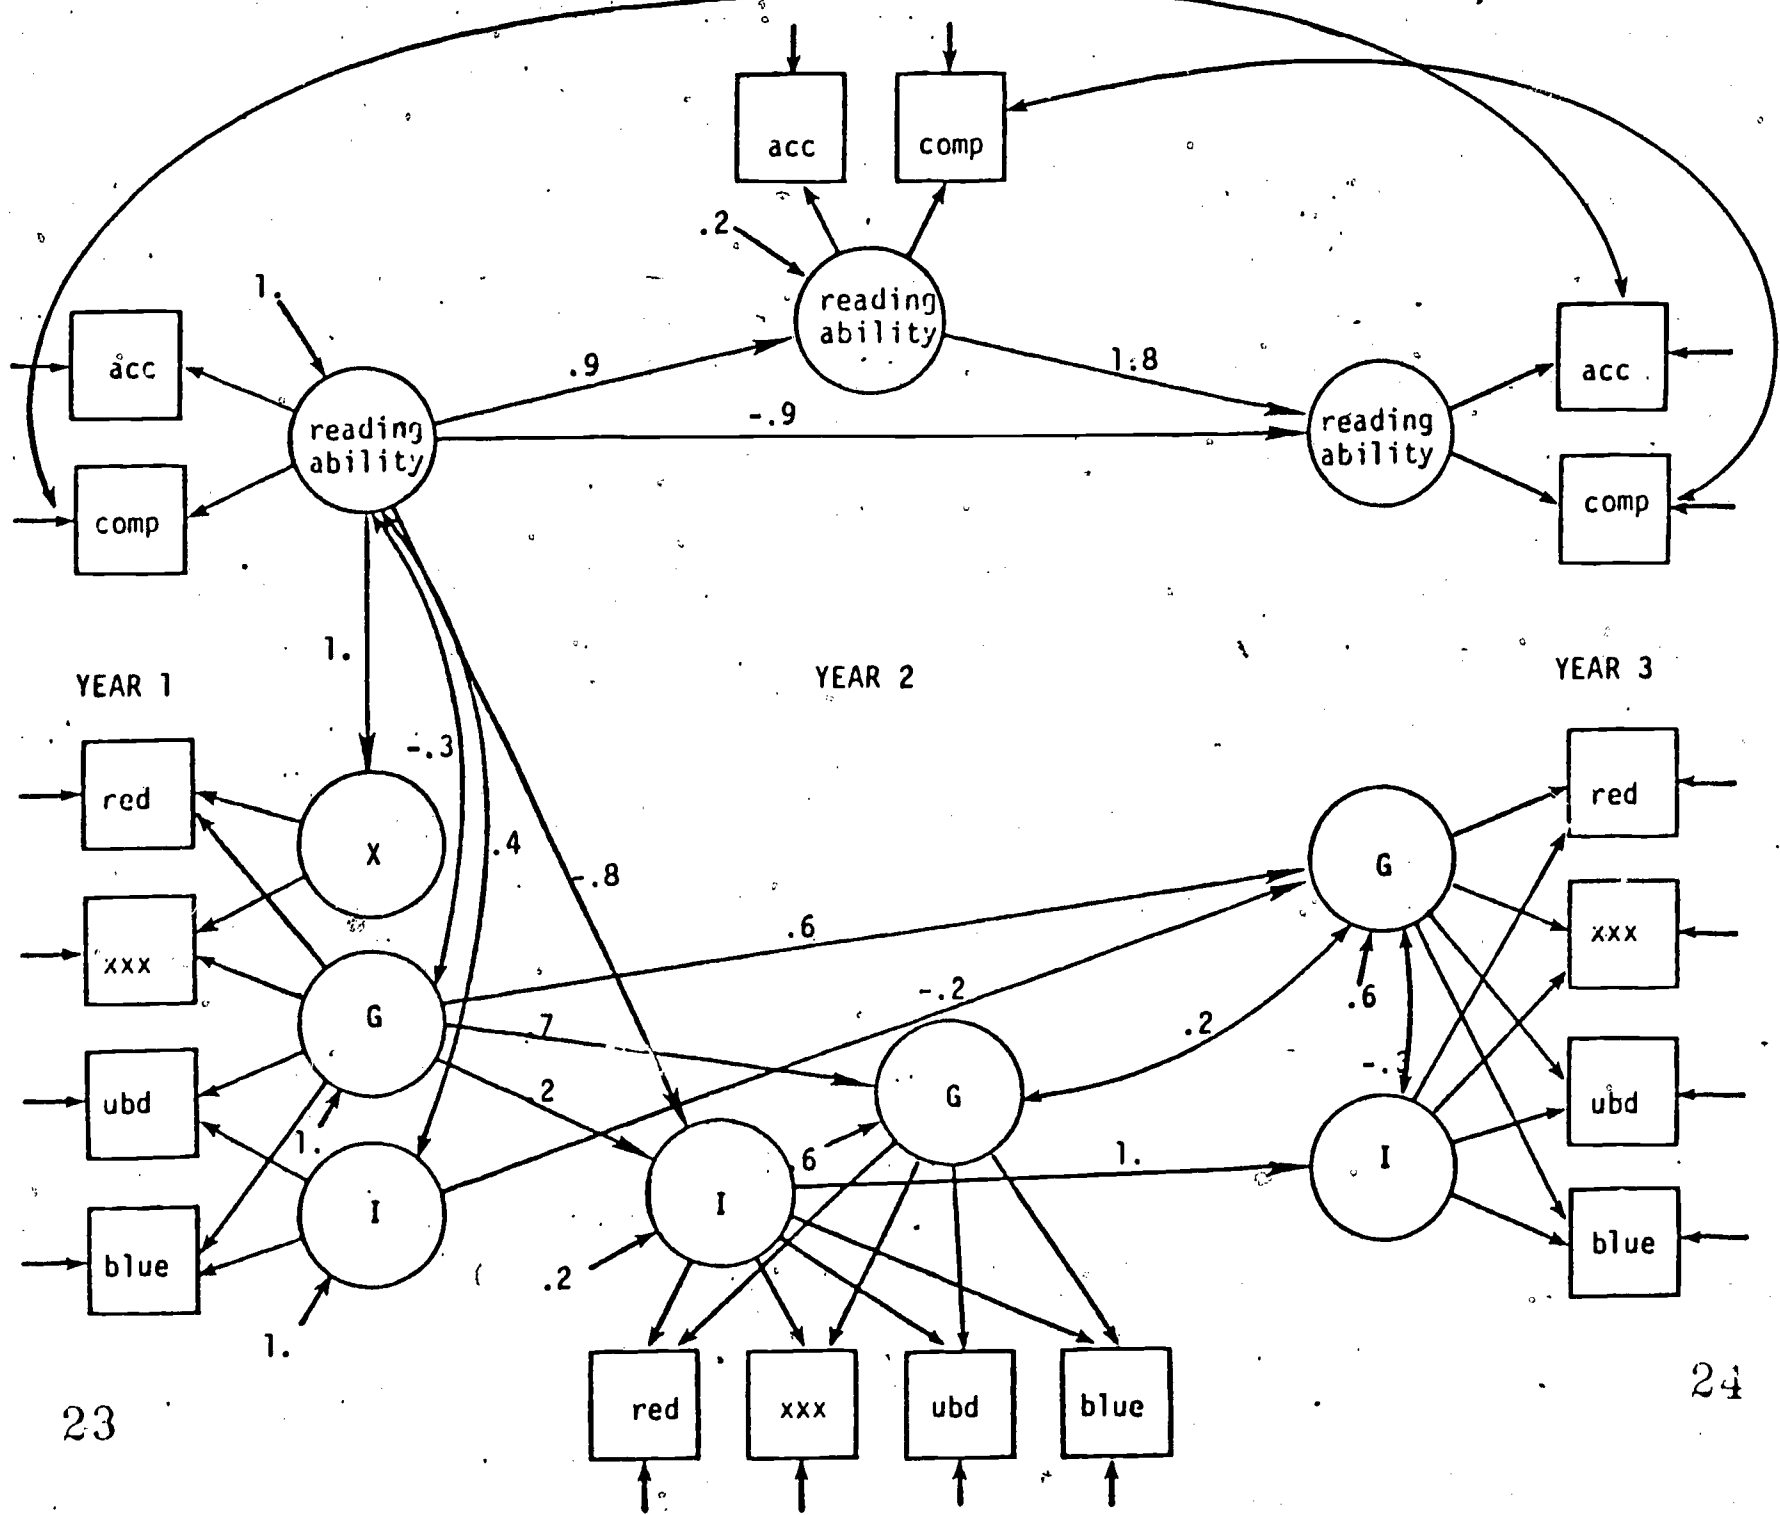 acc
comp
.2
1.
reading
ability
acc
.9
1.8
acc
-.9
reading
ability
reading
ability
comp
comp
1.
YEAR 1
YEAR 2
YEAR 3
-.3
red
red
X
.4
-.8
G
.6
xxx
xxx
-.2
G
.6
.2
.7
-.3
ubd
.2
G
ubd
1.
.6
1.
I
I
I
blue
blue
.2
1.
red
xxx
ubd
blue
23
24